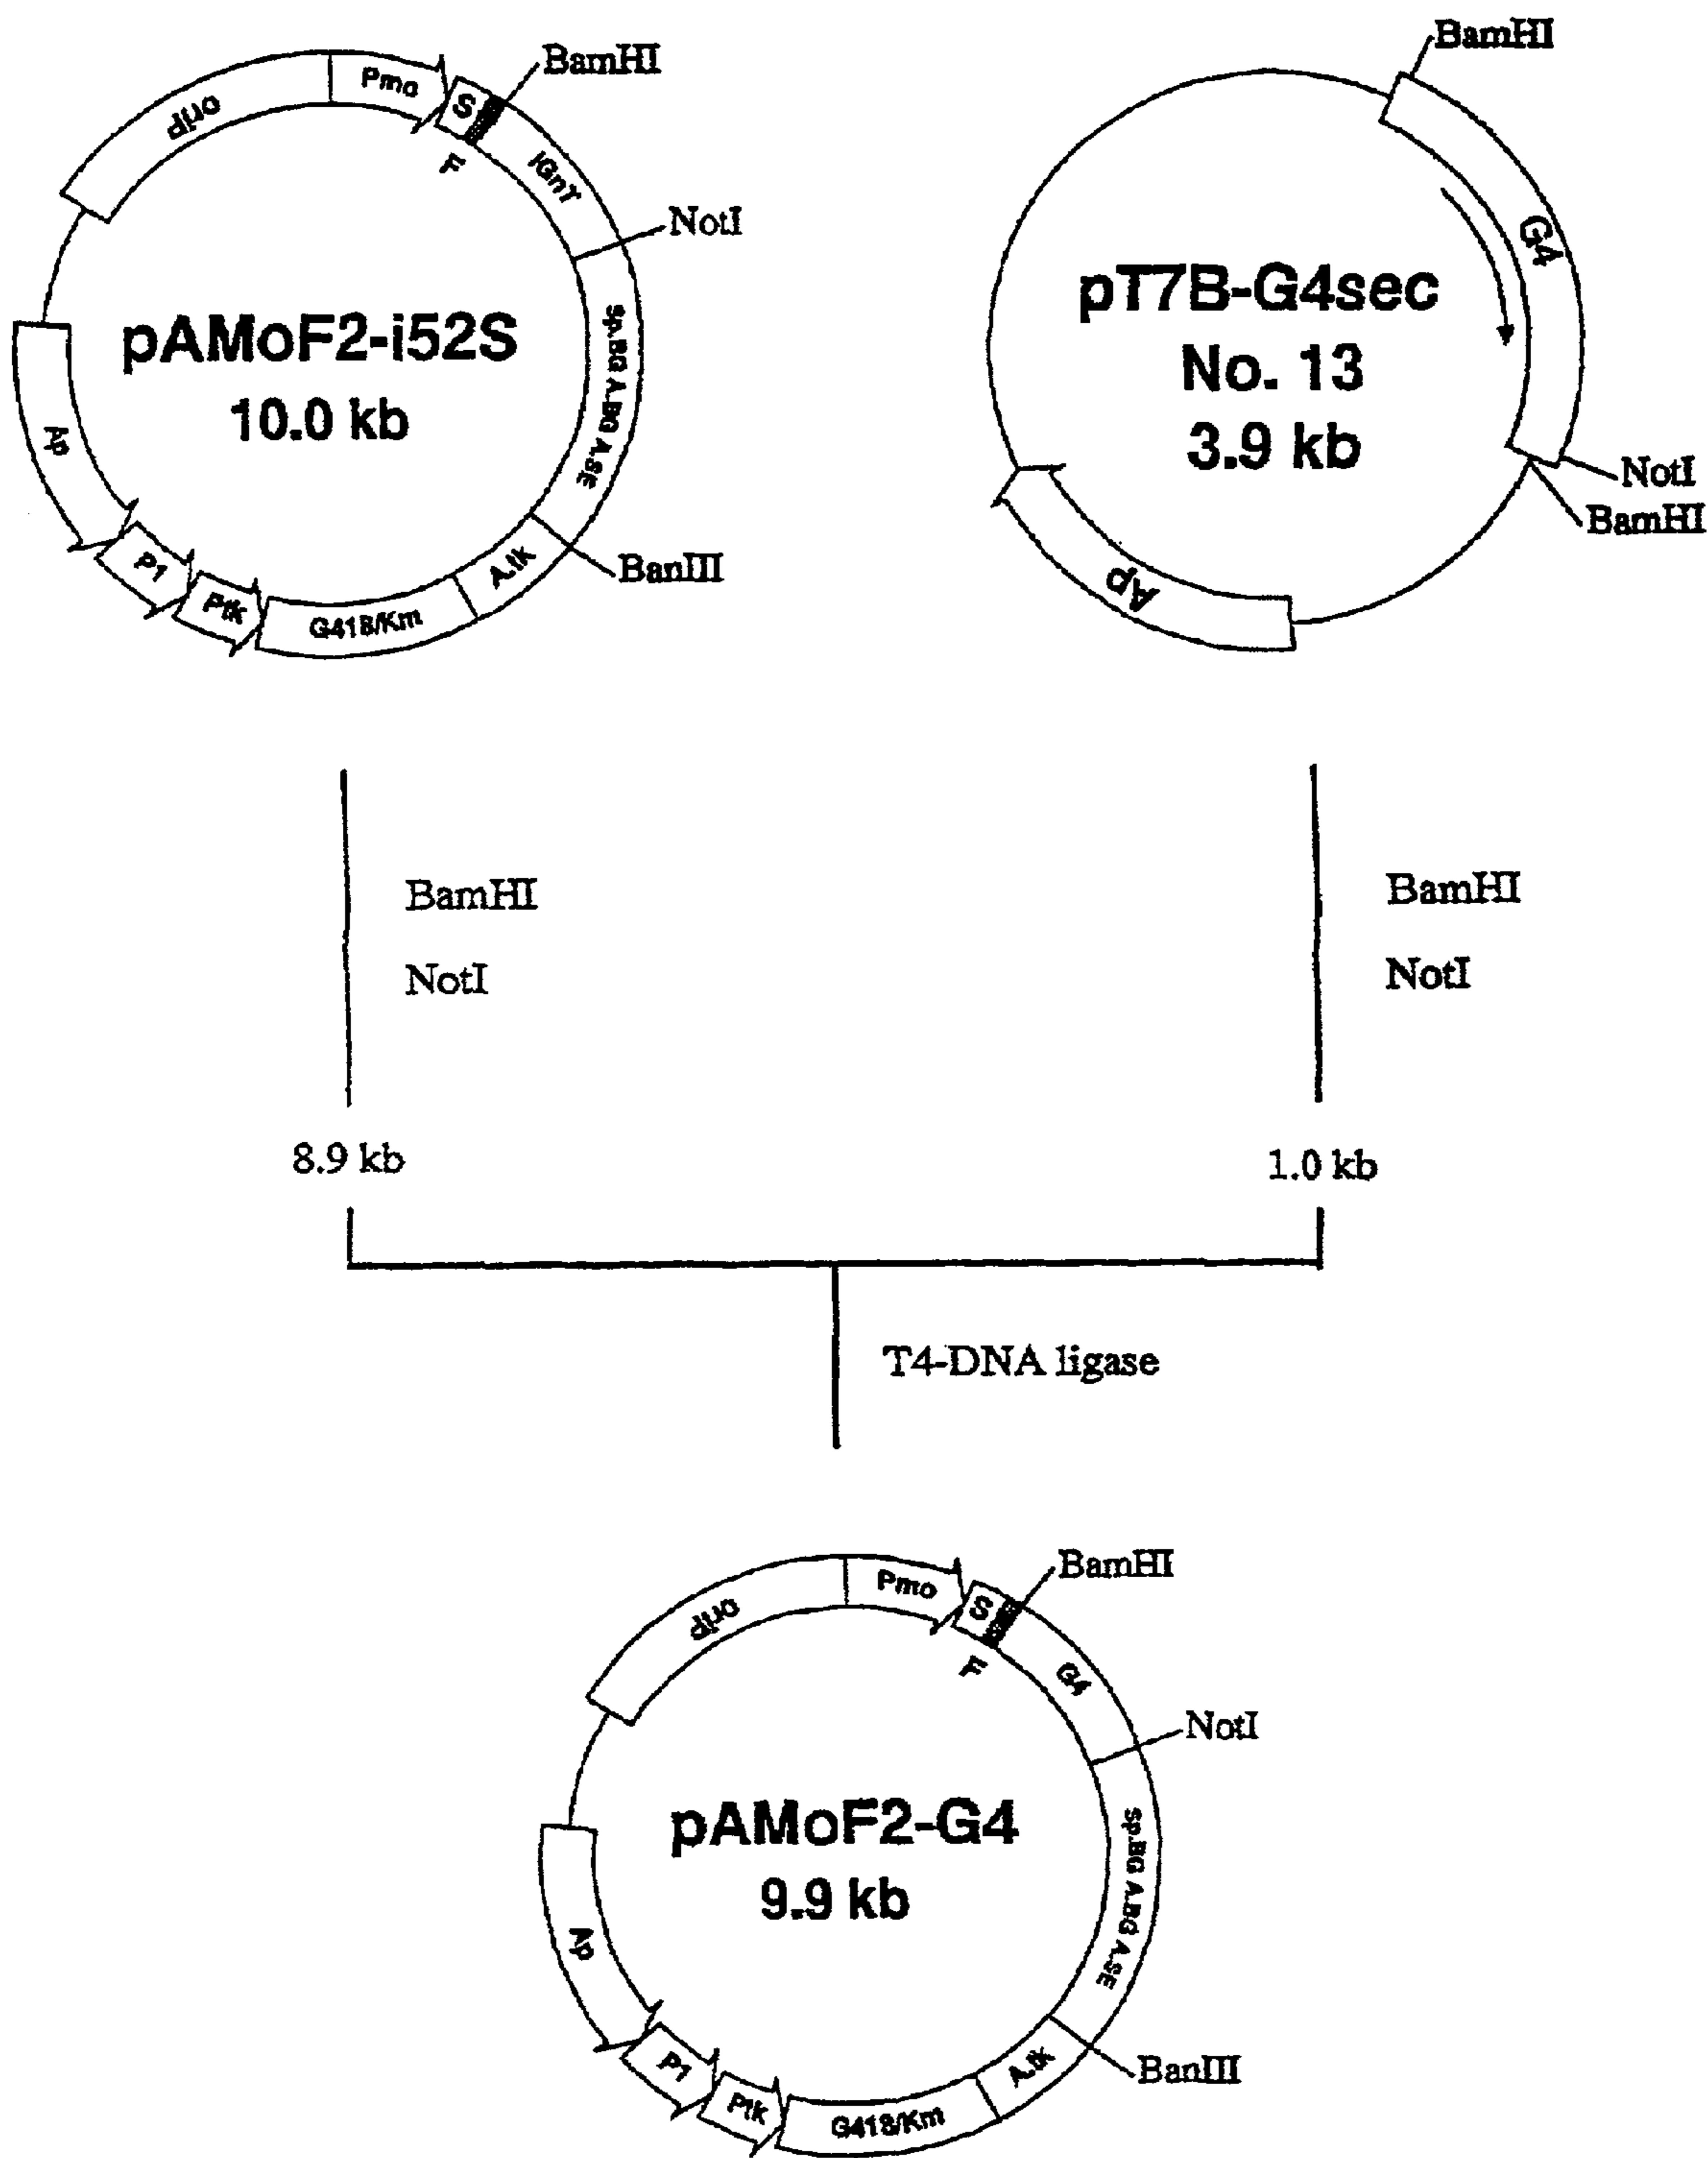 BamHI
Pmo
S
F
oriP
IGnT
NotI
pAMoF2-i52S
10.0 kb
Sp.BG A.BG A.SE
Ap
P1
Ptk
G418/Km
A.tk
BanIII
BamHI
G4
pT7B-G4sec
No. 13
3.9 kb
NotI
BamHI
Ap
BamHI
NotI
8.9 kb
BamHI
NotI
1.0 kb
T4-DNA ligase
BamHI
Pmo
S
F
oriP
G4
NotI
pAMoF2-G4
9.9 kb
Sp.BG A.BG A.SE
Ap
P1
Ptk
G418/Km
A.tk
BanIII